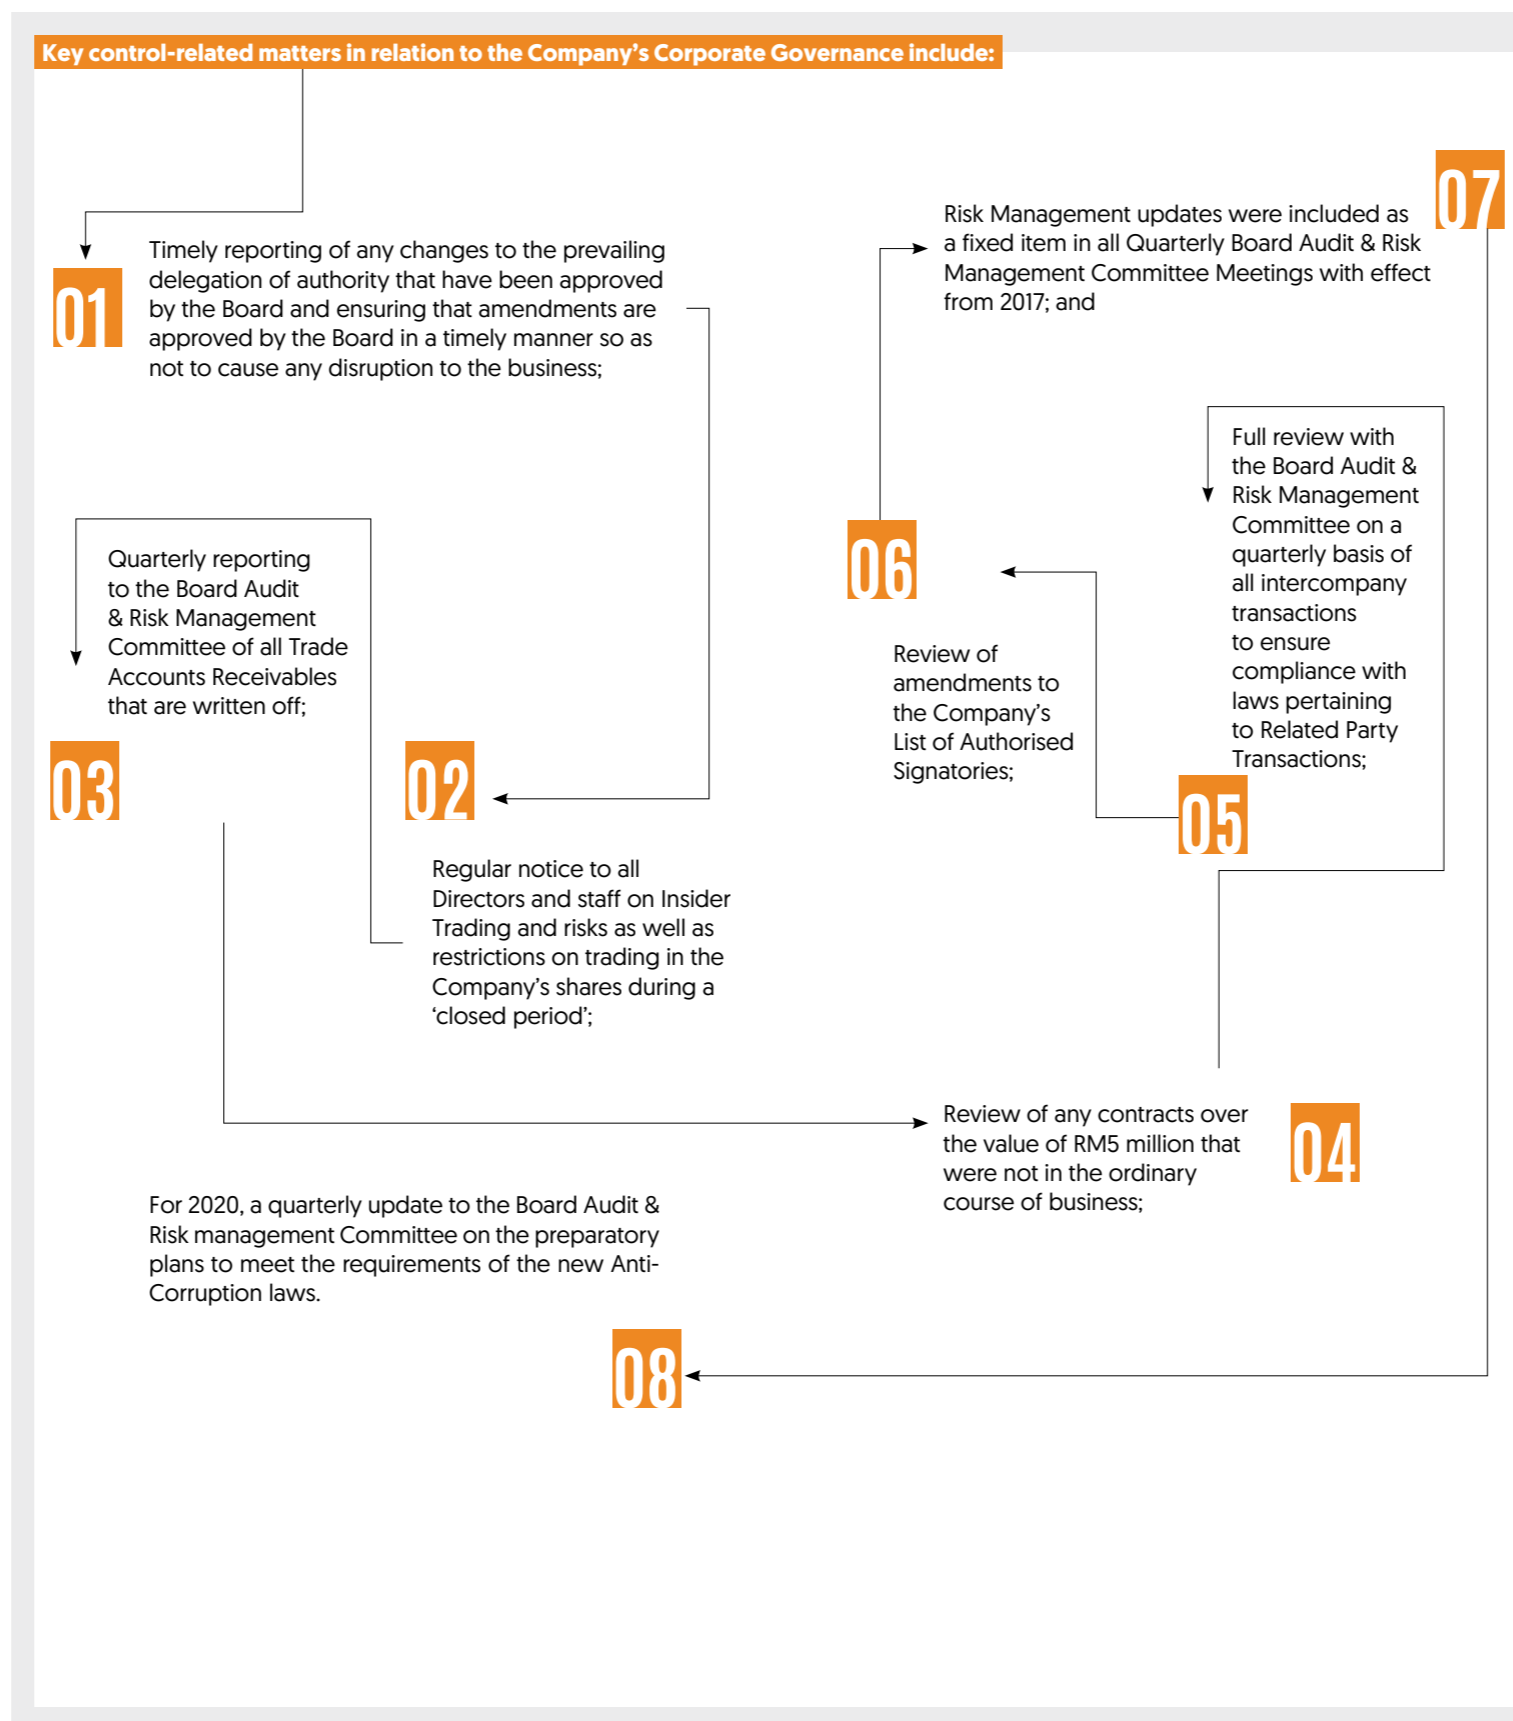 Key control-related matters in relation to the Company’s Corporate Governance include:
01
Timely reporting of any changes to the prevailing
delegation of authority that have been approved
by the Board and ensuring that amendments are
approved by the Board in a timely manner so as
not to cause any disruption to the business;
02
Regular notice to all
Directors and staff on Insider
Trading and risks as well as
restrictions on trading in the
Company’s shares during a
‘closed period’;
03
Quarterly reporting
to the Board Audit
& Risk Management
Committee of all Trade
Accounts Receivables
that are written off;
04
Review of any contracts over
the value of RM5 million that
were not in the ordinary
course of business;
05
Full review with
the Board Audit &
Risk Management
Committee on a
quarterly basis of
all intercompany
transactions
to ensure
compliance with
laws pertaining
to Related Party
Transactions;
06
Review of
amendments to
the Company’s
List of Authorised
Signatories;
07
Risk Management updates were included as
a fixed item in all Quarterly Board Audit & Risk
Management Committee Meetings with effect
from 2017; and
08
For 2020, a quarterly update to the Board Audit &
Risk management Committee on the preparatory
plans to meet the requirements of the new Anti-
Corruption laws.